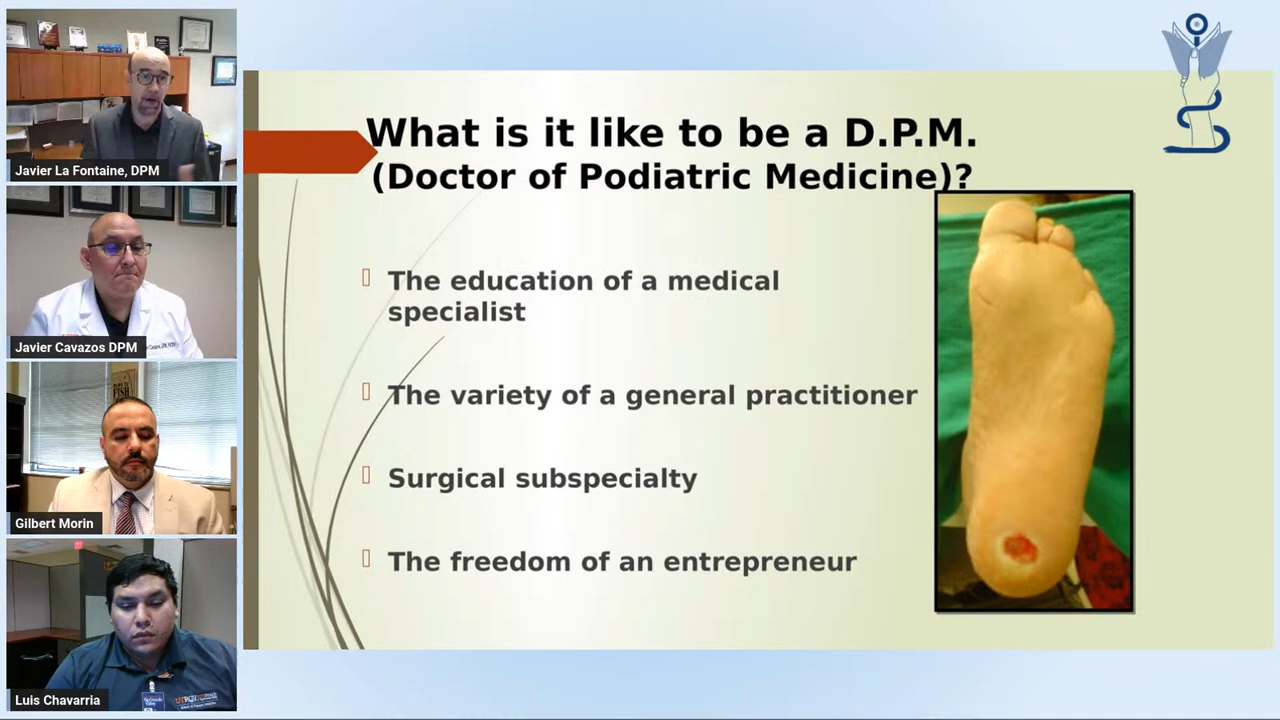 Javier La Fontaine, DPM
Javier Cavazos DPM
Gilbert Morin
Luis Chavarria
What is it like to be a D.P.M.
(Doctor of Podiatric Medicine)?
The education of a medical
specialist
The variety of a general practitioner
Surgical subspecialty
The freedom of an entrepreneur